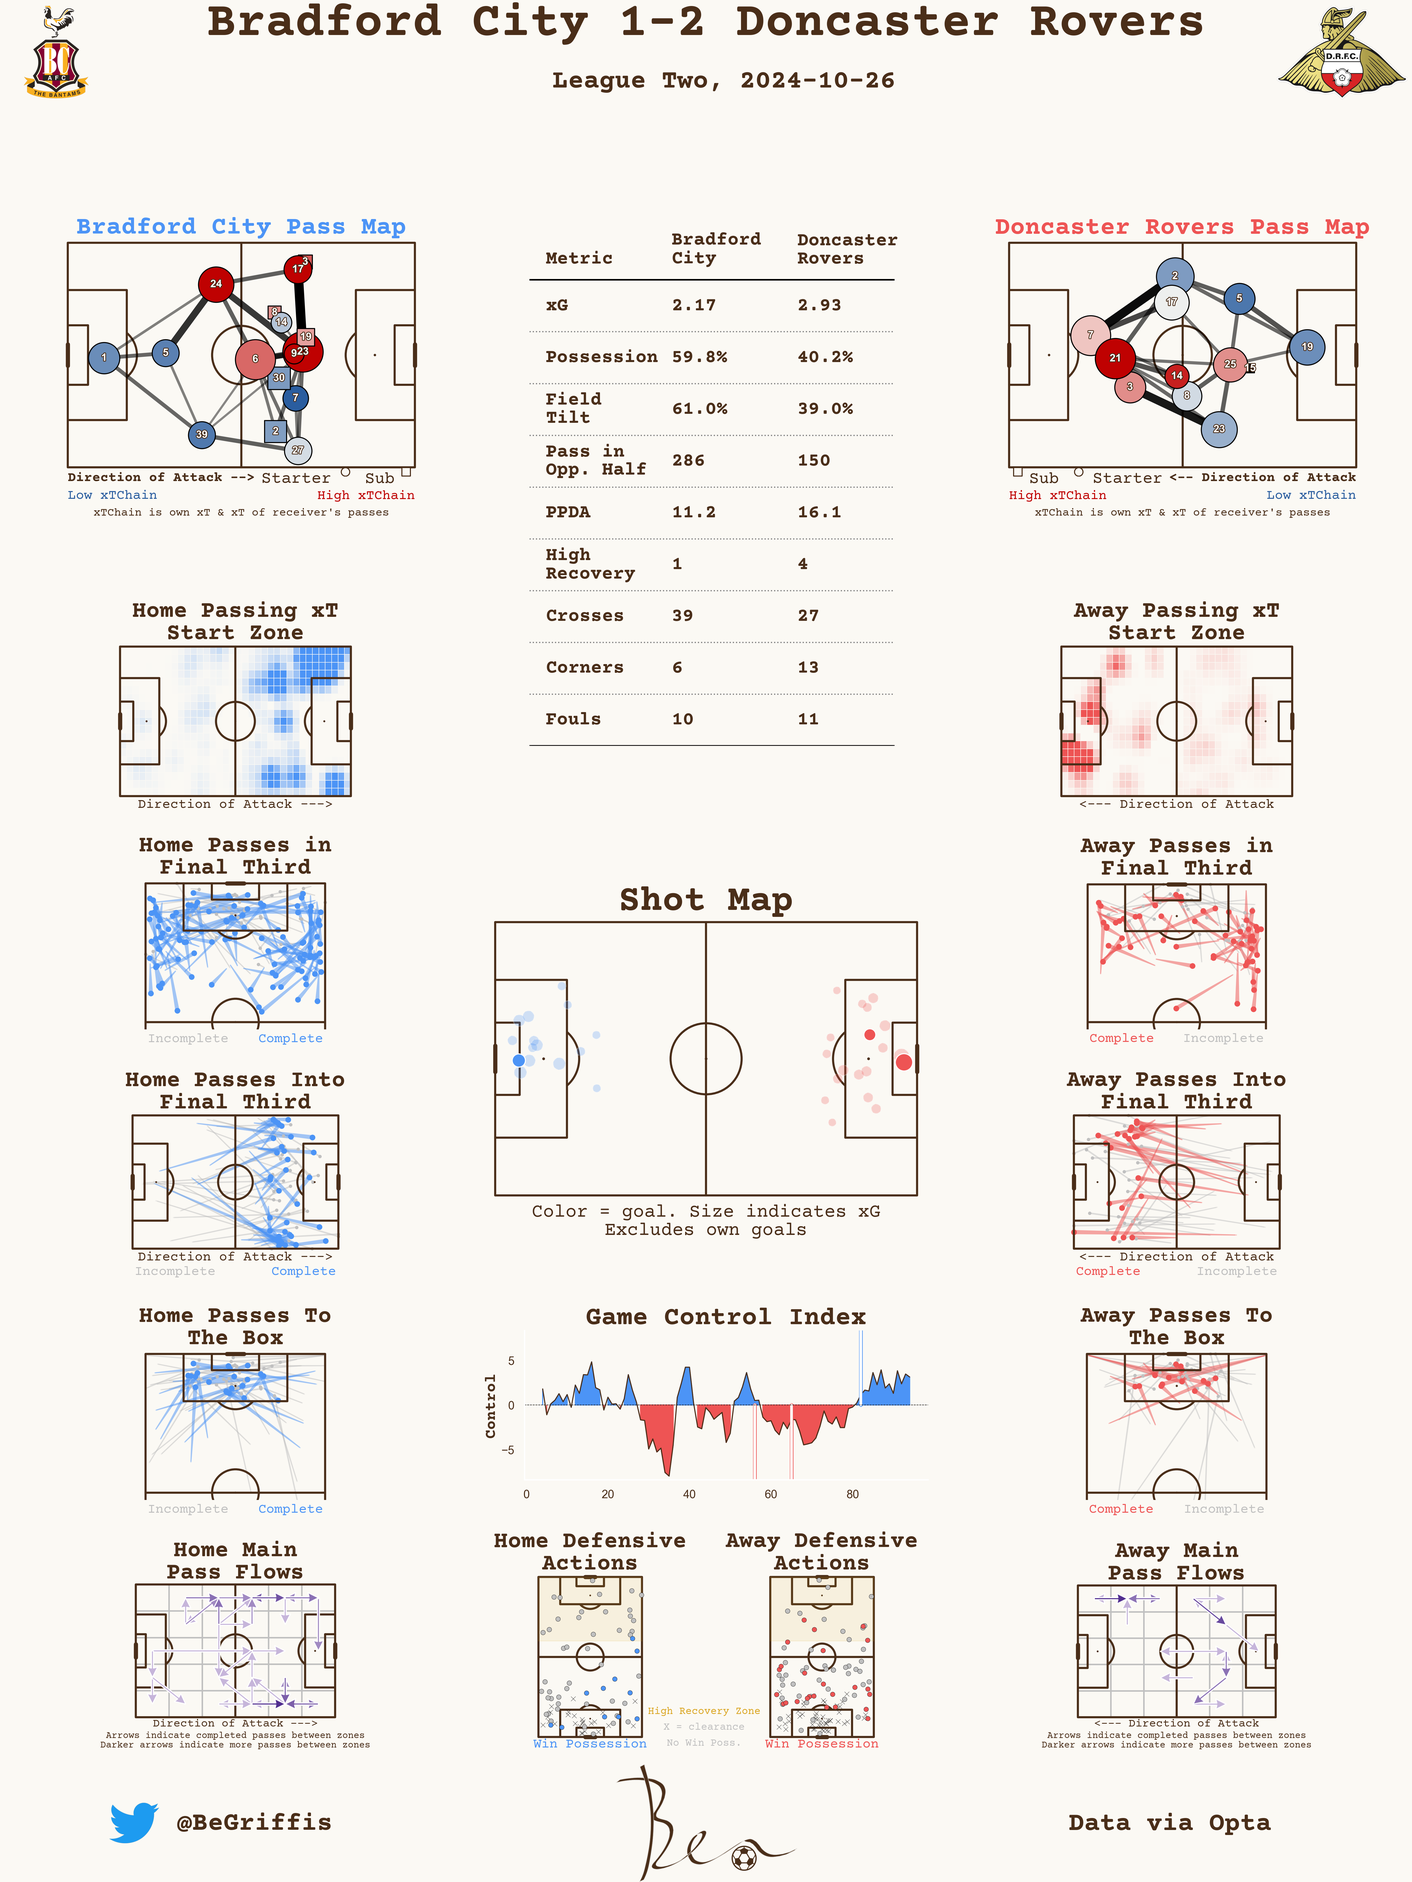 Bradford City 1-2 Doncaster Rovers
League Two, 2024-10-26
BC
AFC
THE BANTAMS
D.R.F.C.
Bradford City Pass Map
1
5
24
39
6
17
3
8
14
19
9
23
30
7
2
27
Direction of Attack --> Starter Sub
Low xTChain High xTChain
xTChain is own xT & xT of receiver's passes
Metric Bradford City Doncaster Rovers
xG 2.17 2.93
Possession 59.8% 40.2%
Field Tilt 61.0% 39.0%
Pass in Opp. Half 286 150
PPDA 11.2 16.1
High Recovery 1 4
Crosses 39 27
Corners 6 13
Fouls 10 11
Doncaster Rovers Pass Map
2
17
5
7
19
21
25
15
14
3
8
23
Sub Starter <-- Direction of Attack
High xTChain Low xTChain
xTChain is own xT & xT of receiver's passes
Home Passing xT
Start Zone
Direction of Attack --->
Away Passing xT
Start Zone
<--- Direction of Attack
Home Passes in
Final Third
Incomplete Complete
Away Passes in
Final Third
Complete Incomplete
Shot Map
Color = goal. Size indicates xG
Excludes own goals
Home Passes Into
Final Third
Direction of Attack --->
Incomplete Complete
Away Passes Into
Final Third
<--- Direction of Attack
Complete Incomplete
Home Passes To
The Box
Incomplete Complete
Game Control Index
Control
5
0
−5
0 20 40 60 80
Away Passes To
The Box
Complete Incomplete
Home Main
Pass Flows
Direction of Attack --->
Arrows indicate completed passes between zones
Darker arrows indicate more passes between zones
Home Defensive
Actions
Win Possession
High Recovery Zone
X = clearance
No Win Poss.
Away Defensive
Actions
Win Possession
Away Main
Pass Flows
<--- Direction of Attack
Arrows indicate completed passes between zones
Darker arrows indicate more passes between zones
@BeGriffis
Ben
Data via Opta